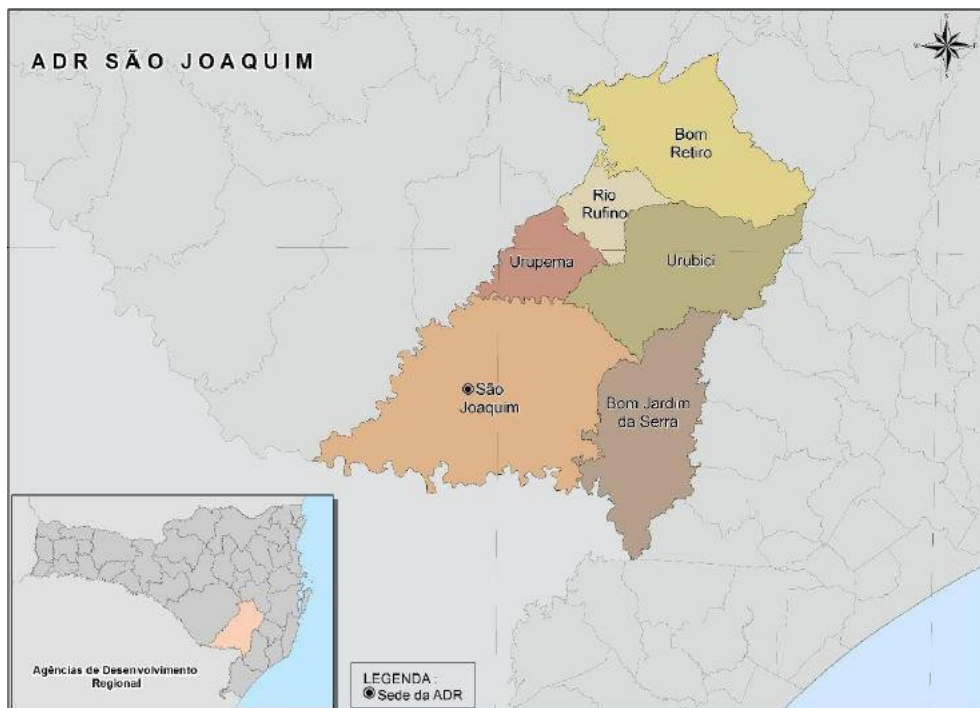 ADR SÃO JOAQUIM
Bom
Retiro
Rio
Rufino
Urupema
Urubici
São
Joaquim
Bom Jardim
da Serra
Agências de Desenvolvimento
Regional
LEGENDA :
Sede da ADR